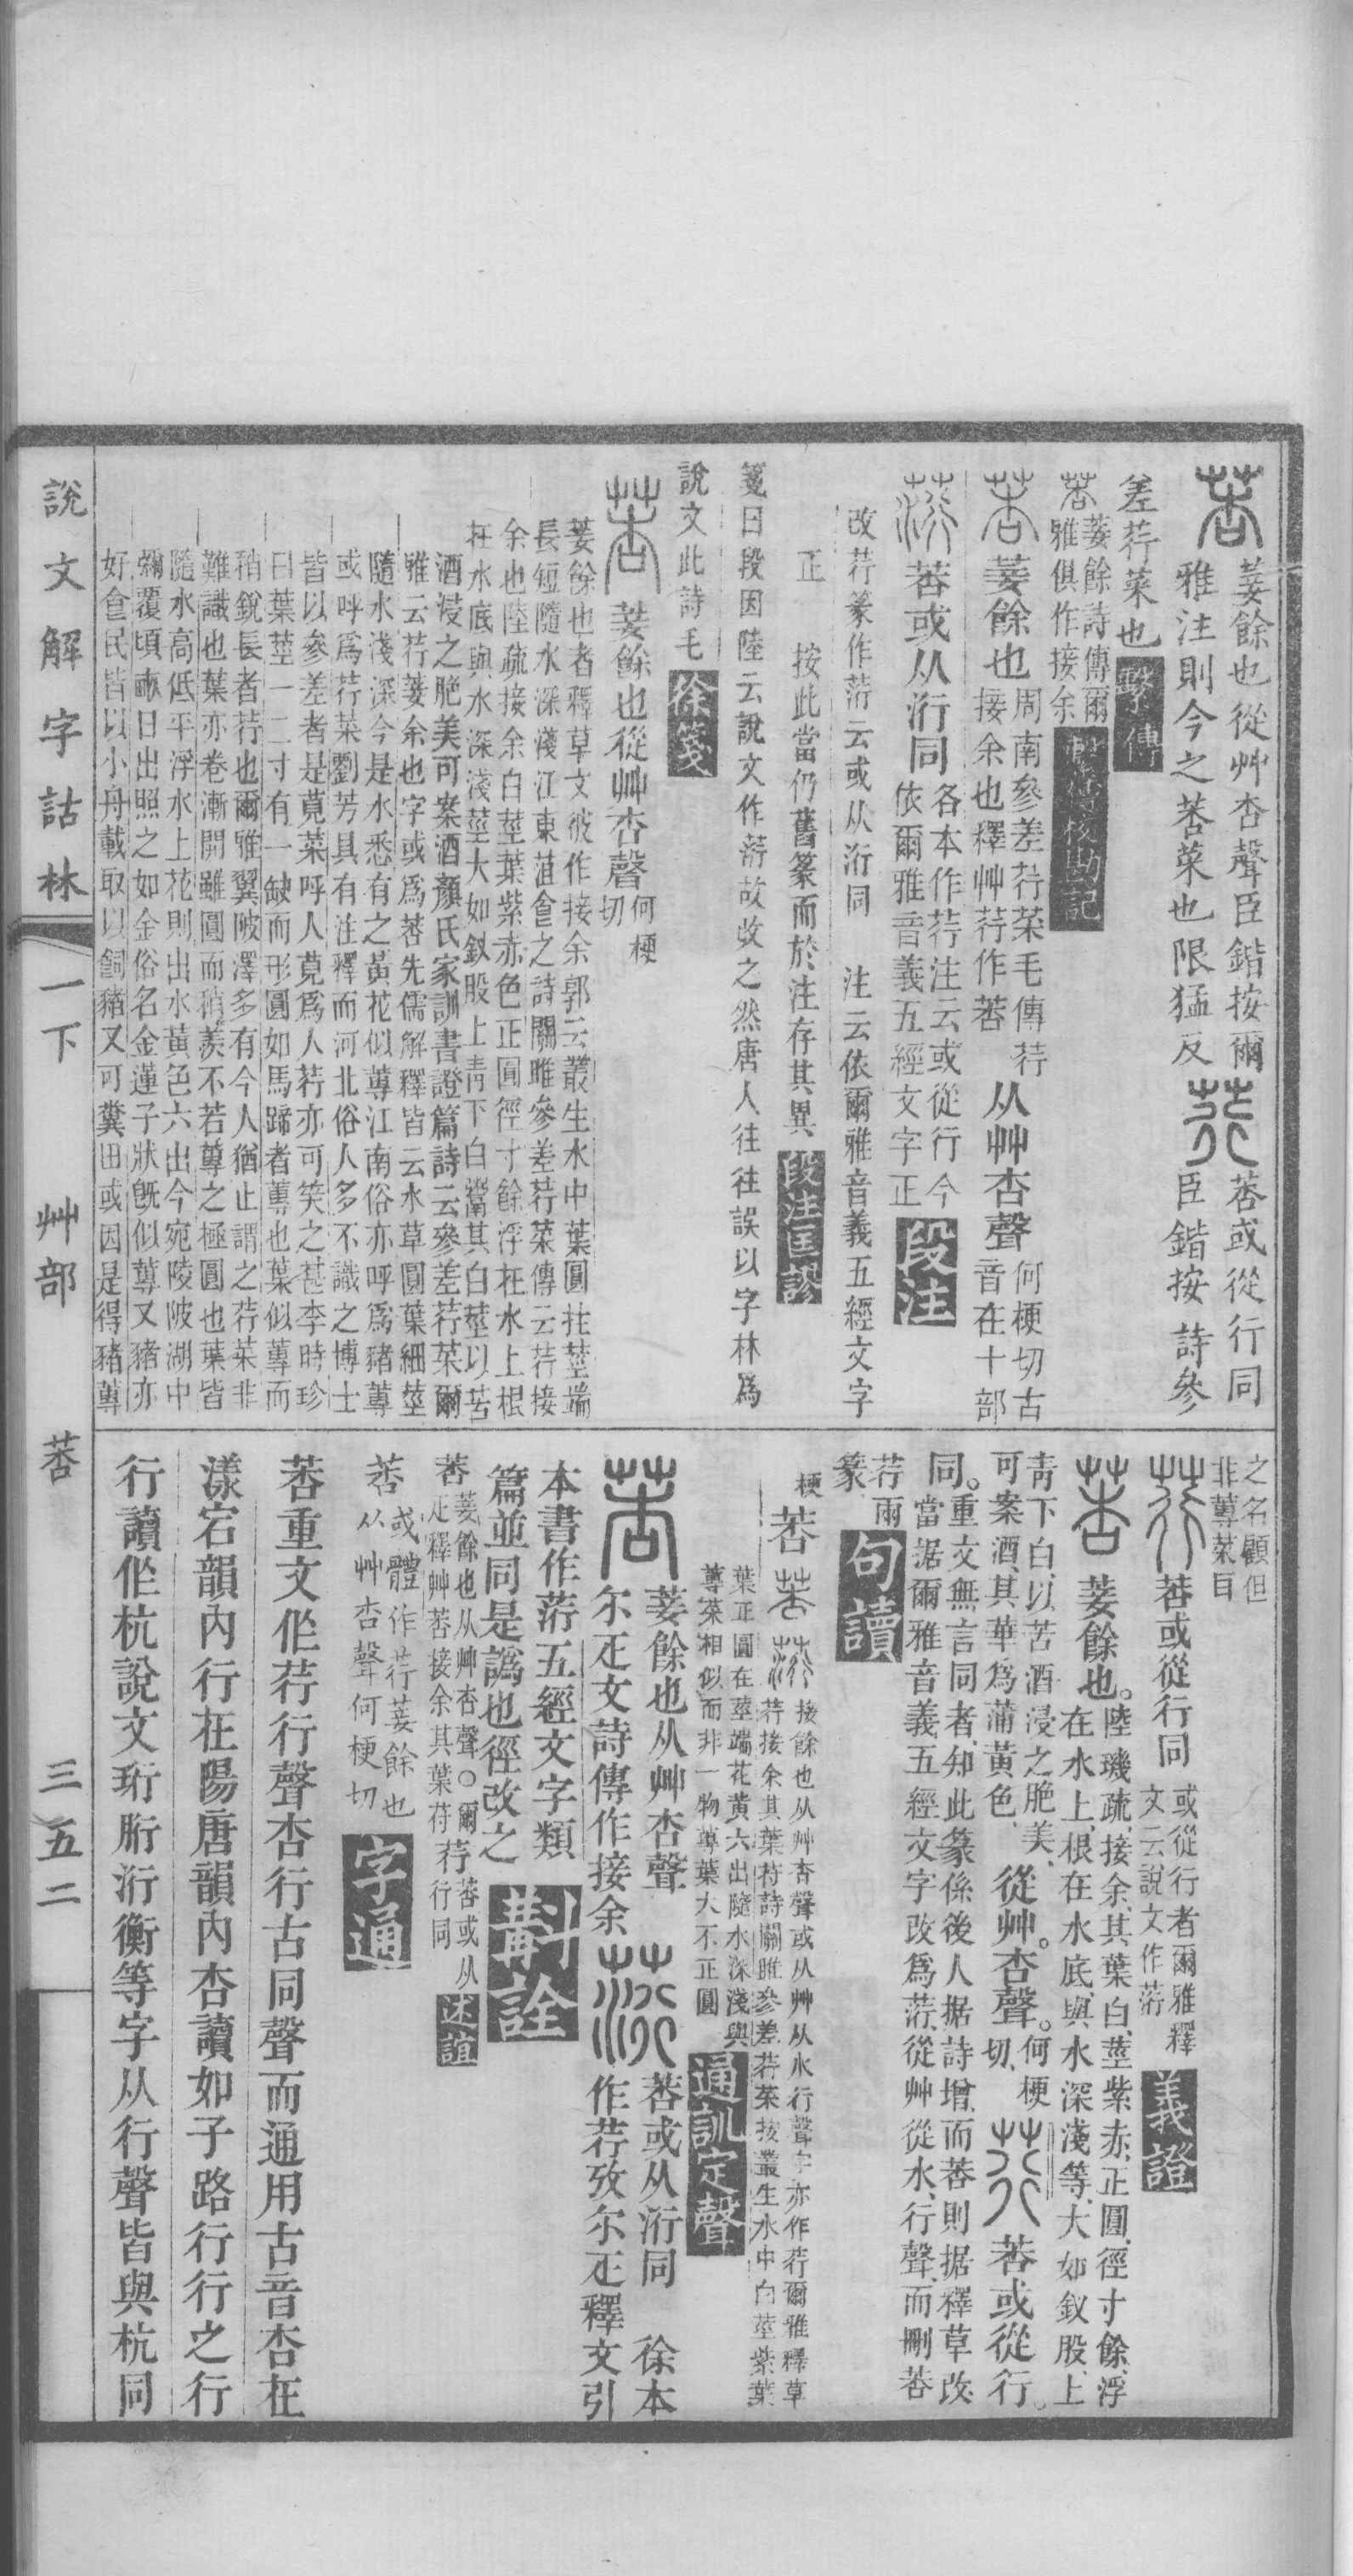 莕
菨餘也從艸杏聲臣鍇按爾
雅注則今之莕菜也限猛反
荇
莕或從行同
臣鍇按詩參
差荇菜也
繫傳
莕
菨餘詩傳爾
雅俱作接余
繫傳校勘記
莕
菨餘也
周南參差荇菜毛傳荇
接余也釋艸荇作莕
从艸杏聲
何梗切古
音在十部
𦽍
莕或从洐同
各本作荇注云或從行今
依爾雅音義五經文字正
段注
改荇篆作𦽍云或从洐同　注云依爾雅音義五經文字
正　按此當仍舊篆而於注存其異
段注匡謬
箋曰段因陸云說文作𦽍故改之然唐人往往誤以字林爲
說文此詩毛
徐箋
莕
菨餘也從艸杏聲
何梗
切
菨餘也者釋草文彼作接余郭云叢生水中葉圓在莖端
長短隨水深淺江東菹食之詩關雎參差荇菜傳云荇接
余也陸疏接余白莖葉紫赤色正圓徑寸餘浮在水上根
在水底與水深淺莖大如釵股上靑下白鬻其白莖以苦
酒浸之脃美可案酒顏氏家訓書證篇詩云參差荇菜爾
雅云荇菨余也字或爲莕先儒解釋皆云水草圓葉細莖
隨水淺深今是水悉有之黃花似蓴江南俗亦呼爲豬蓴
或呼爲荇菜劉芳具有注釋而河北俗人多不識之博士
皆以參差者是莧菜呼人莧爲人荇亦可笑之甚李時珍
曰葉莖一二寸有一缺而形圓如馬蹄者蓴也葉似蓴而
稍銳長者荇也爾雅翼陂澤多有今人猶止謂之荇菜非
難識也葉亦卷漸開雖圓而稍羨不若蓴之極圓也葉皆
隨水高低平浮水上花則出水黃色六出今宛陵陂湖中
彌覆頃畝日出照之如金俗名金蓮子狀旣似蓴又豬亦
好食民皆以小舟載取以飼豬又可糞田或因是得豬蓴
之名顧但
非蓴菜耳
荇
莕或從行同
或從行者爾雅釋
文云說文作𦽍
義證
莕
菨餘也。
陸璣疏、接余、其葉白、莖紫赤、正圓、徑寸餘、浮
在水上、根在水底、與水深淺等、大如釵股、上
靑下白、以苦酒浸之、脃美、
可案酒、其華爲蒲黃色、
從艸。杏聲。
何梗
切、
荇
莕或從行。
同。
重文無言同者、知此篆係後人据詩增、而莕則据釋草改、
當据爾雅音義五經文字改爲𦽍、從艸從水、行聲、而刪莕
荇兩
篆、
句讀
莕
𦽍
接餘也从艸杏聲或从艸从水行聲字亦作荇爾雅釋草
荇接余其葉苻詩關雎參差荇菜按叢生水中白莖紫葉
葉正圓在莖端花黃六出隨水深淺與
蓴菜相似而非一物蓴葉大不正圓
梗
通訓定聲
莕
菨餘也从艸杏聲
尒疋文詩傳作接余
𦽍
莕或从洐同　徐本
作荇攷尒疋釋文引
本書作𦽍五經文字類
篇並同是譌也徑改之
斠詮
莕
菨餘也从艸杏聲○爾
疋釋艸莕接余其葉苻
荇
莕或从
行同
述誼
莕
或體作荇菨餘也
从艸杏聲何梗切
字通
莕重文作荇行聲杏行古同聲而通用古音杏在
漾宕韻內行在陽唐韻內杏讀如子路行行之行
行讀作杭說文珩胻洐衡等字从行聲皆與杭同
說文解字詁林
一下
艸部
莕
三五二